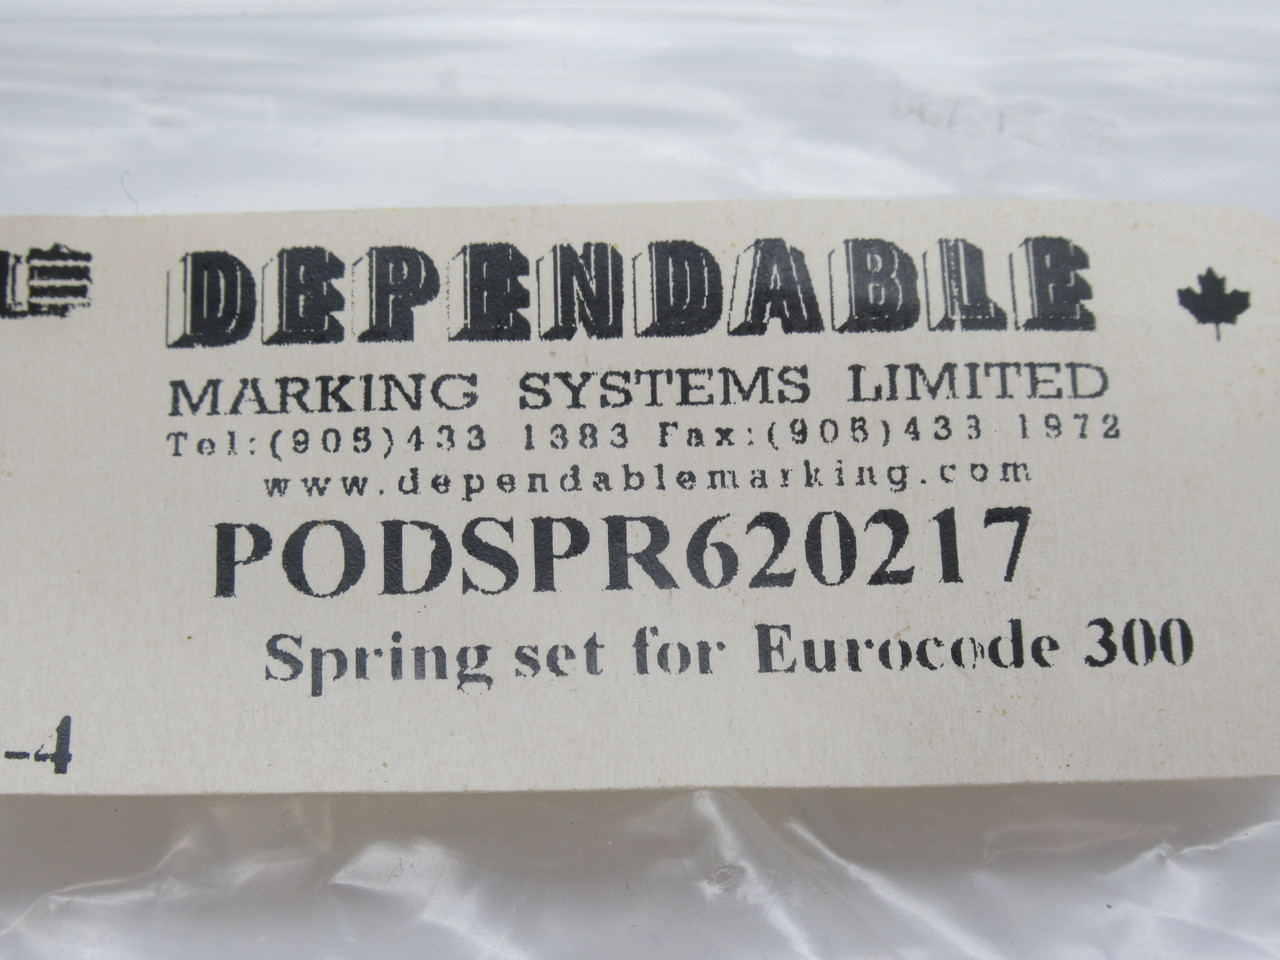 DEPENDABLE
MARKING SYSTEMS LIMITED
Tel:(905)433 1383 Fax:(905)433 1972
www.dependablemarking.com
PODSPR620217
Spring set for Eurocode 300
-4